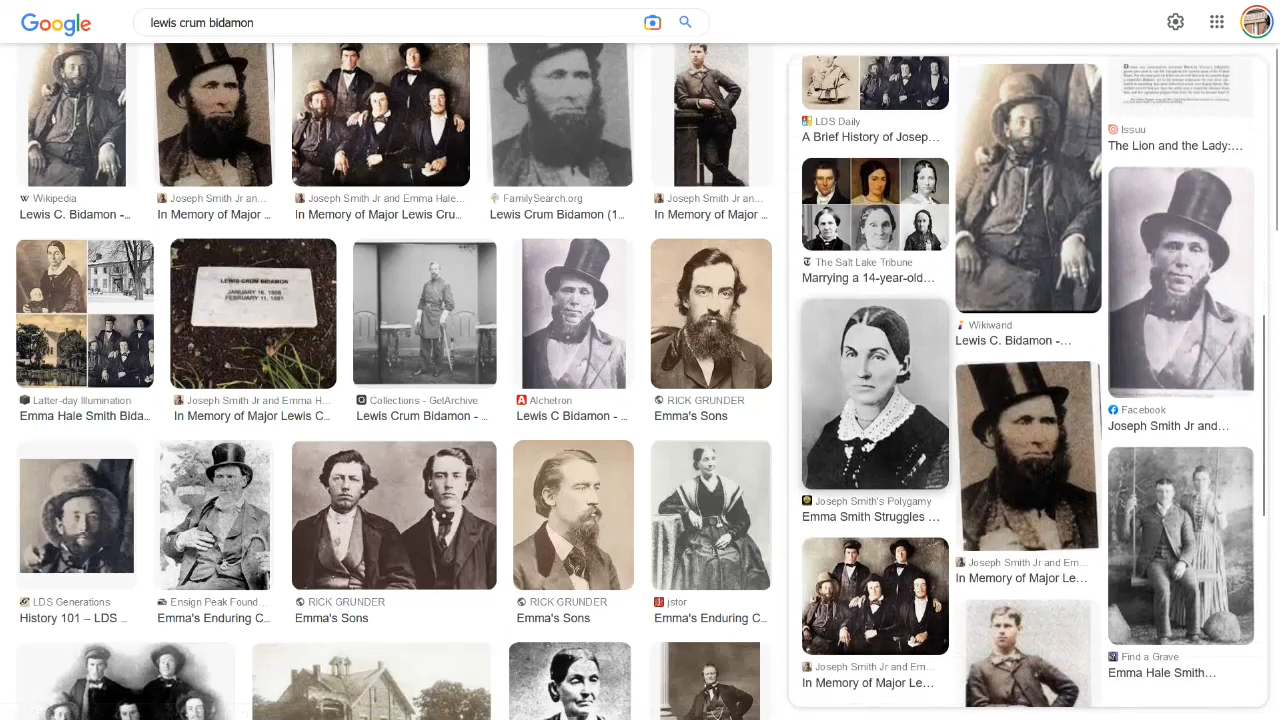 Google
lewis crum bidamon
Wikipedia
Lewis C. Bidamon -...
Joseph Smith Jr an...
In Memory of Major ...
Joseph Smith Jr and Emma Hale...
In Memory of Major Lewis Cru...
FamilySearch.org
Lewis Crum Bidamon (1...
Joseph Smith Jr an...
In Memory of Major ...
LEWIS CRUM BIDAMON
JANUARY 16, 1806
FEBRUARY 11, 1891
Latter-day Illumination
Emma Hale Smith Bida...
Joseph Smith Jr and Emma H...
In Memory of Major Lewis C...
Collections - GetArchive
Lewis Crum Bidamon - ...
Alchetron
Lewis C Bidamon - ...
RICK GRUNDER
Emma's Sons
LDS Generations
History 101 – LDS ...
Ensign Peak Found...
Emma's Enduring C...
RICK GRUNDER
Emma's Sons
RICK GRUNDER
Emma's Sons
jstor
Emma's Enduring C...
LDS Daily
A Brief History of Josep...
The Salt Lake Tribune
Marrying a 14-year-old...
Joseph Smith's Polygamy
Emma Smith Struggles ...
Joseph Smith Jr and Em...
In Memory of Major Le...
Wikiwand
Lewis C. Bidamon -...
Joseph Smith Jr and Em...
In Memory of Major Le...
Issuu
The Lion and the Lady:...
Facebook
Joseph Smith Jr and...
Find a Grave
Emma Hale Smith...